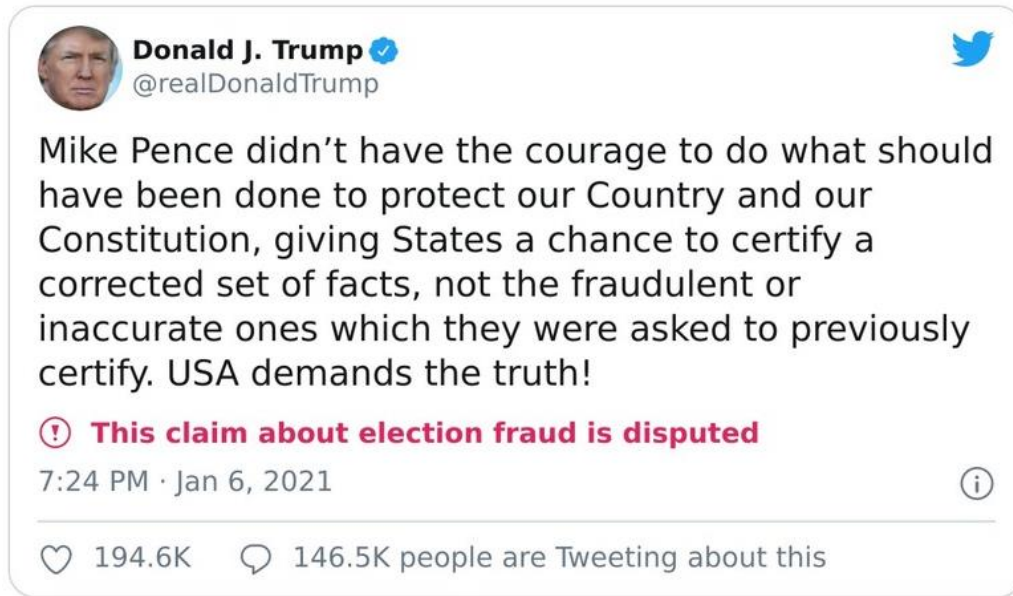 Donald J. Trump
@realDonaldTrump
Mike Pence didn’t have the courage to do what should
have been done to protect our Country and our
Constitution, giving States a chance to certify a
corrected set of facts, not the fraudulent or
inaccurate ones which they were asked to previously
certify. USA demands the truth!
This claim about election fraud is disputed
7:24 PM · Jan 6, 2021
194.6K 146.5K people are Tweeting about this